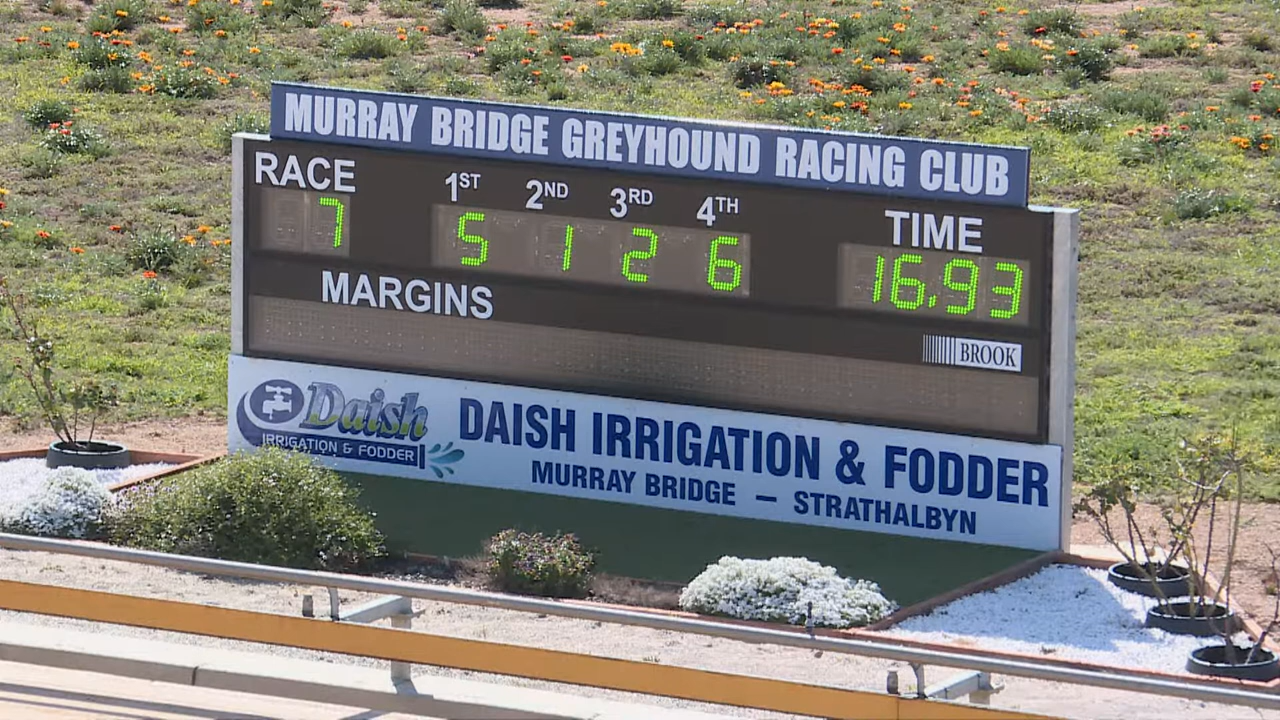 MURRAY BRIDGE GREYHOUND RACING CLUB
RACE 1ST 2ND 3RD 4TH TIME
7 5 1 2 6 16.93
MARGINS
BROOK
Daish
IRRIGATION & FODDER
DAISH IRRIGATION & FODDER
MURRAY BRIDGE – STRATHALBYN